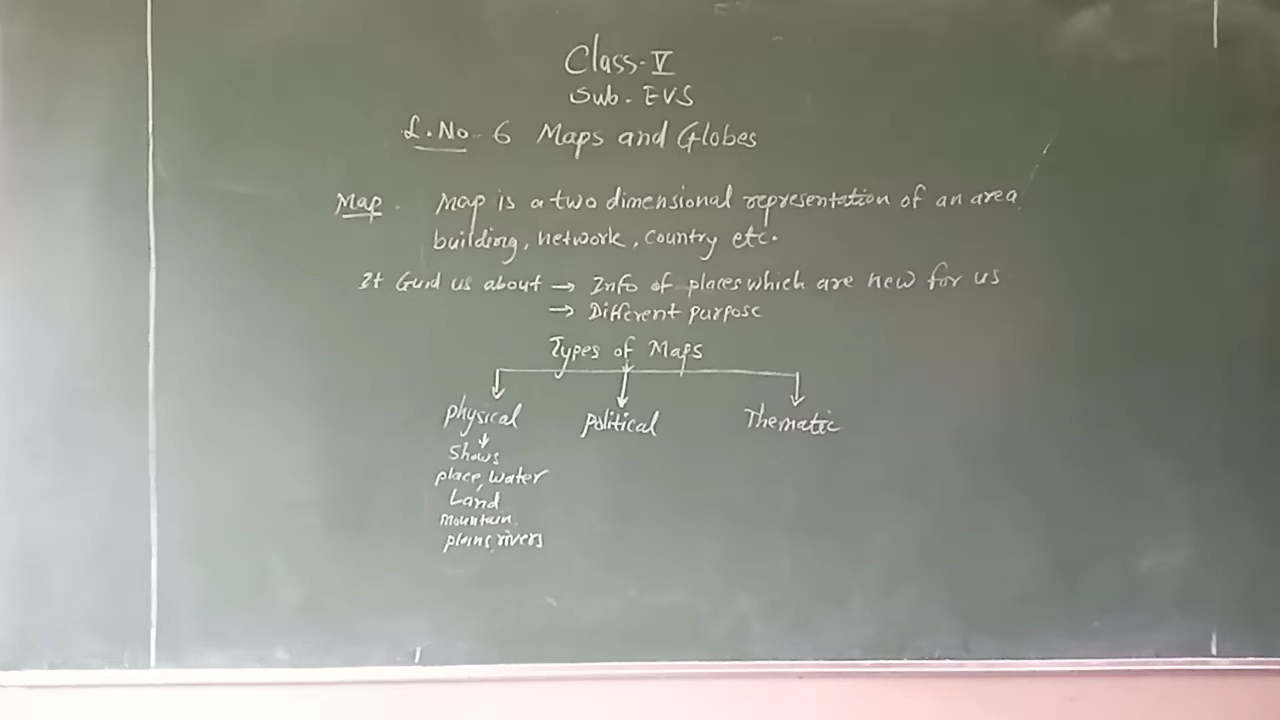 Class-V
Sub. EVS
L.No-6 Maps and Globes
Map. Map is a two dimensional representation of an area
building, network, country etc.
It Guid us about → Info of places which are new for us
→ Different purpose
Types of Maps
Physical Political Thematic
Shows
place, water
Land
Mountain,
plains, rivers